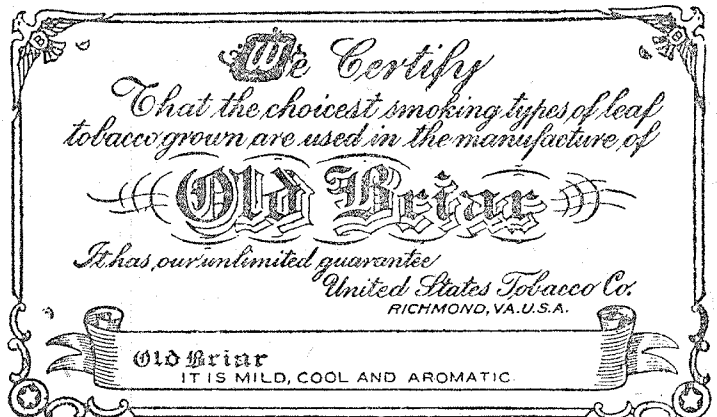 We Certify
That the choicest smoking types of leaf
tobacco grown are used in the manufacture of
Old Briar
It has our unlimited guarantee
United States Tobacco Co.
RICHMOND, VA. U.S.A.
Old Briar
IT IS MILD, COOL AND AROMATIC